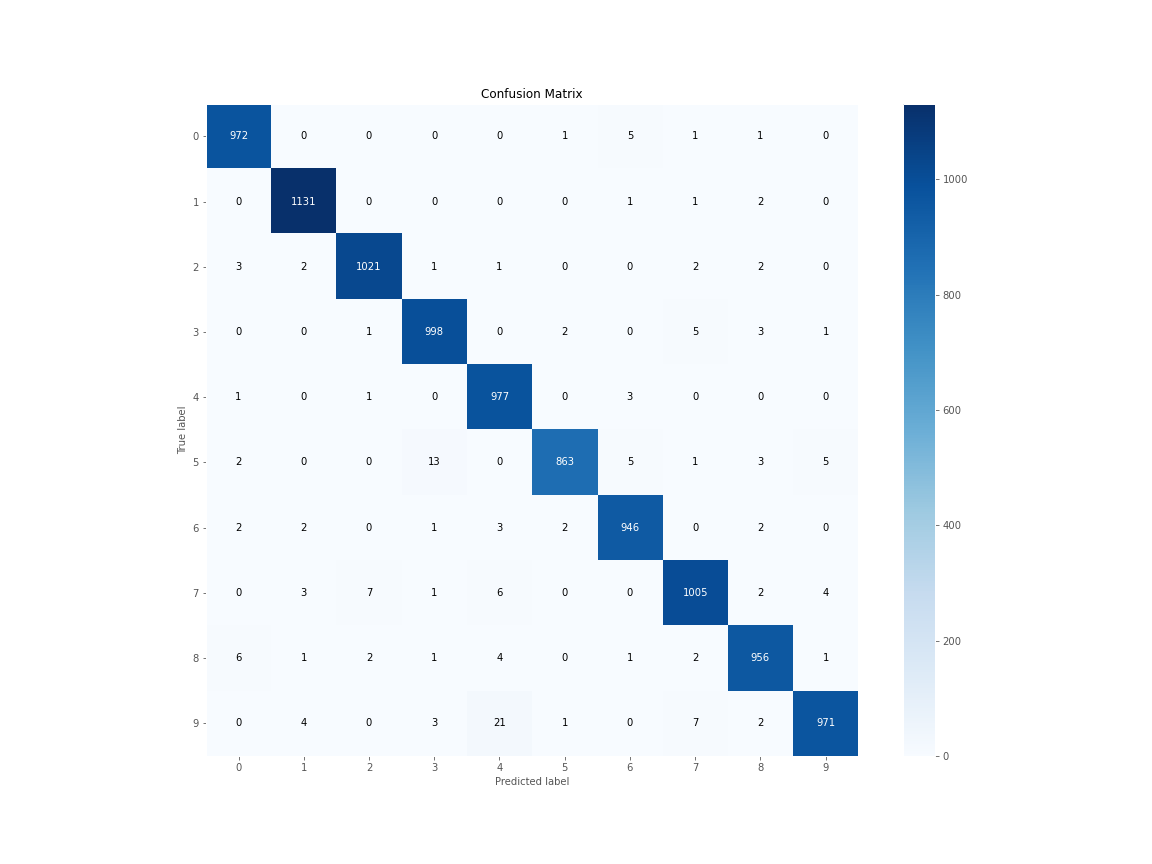 Confusion Matrix
0 972 0 0 0 0 1 5 1 1 0
1 0 1131 0 0 0 0 1 1 2 0
2 3 2 1021 1 1 0 0 2 2 0
3 0 0 1 998 0 2 0 5 3 1
4 1 0 1 0 977 0 3 0 0 0
5 2 0 0 13 0 863 5 1 3 5
6 2 2 0 1 3 2 946 0 2 0
7 0 3 7 1 6 0 0 1005 2 4
8 6 1 2 1 4 0 1 2 956 1
9 0 4 0 3 21 1 0 7 2 971
0 1 2 3 4 5 6 7 8 9
Predicted label
True label
1000
800
600
400
200
0